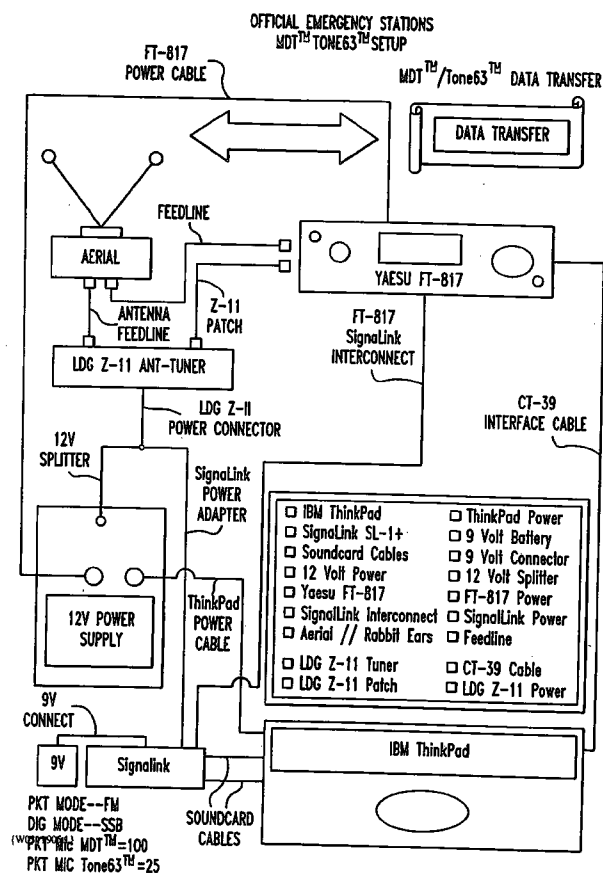 OFFICIAL EMERGENCY STATIONS
MDT™ TONE63™ SETUP
FT-817
POWER CABLE
MDT™/Tone63™ DATA TRANSFER
DATA TRANSFER
FEEDLINE
AERIAL
YAESU FT-817
ANTENNA
FEEDLINE
Z-11
PATCH
FT-817
SignaLink
INTERCONNECT
LDG Z-11 ANT-TUNER
LDG Z-11
POWER CONNECTOR
CT-39
INTERFACE CABLE
12V
SPLITTER
SignaLink
POWER
ADAPTER
□ IBM ThinkPad
□ SignaLink SL-1+
□ Soundcard Cables
□ 12 Volt Power
□ Yaesu FT-817
□ SignalLink Interconnect
□ Aerial // Rabbit Ears
□ LDG Z-11 Tuner
□ LDG Z-11 Patch
□ ThinkPad Power
□ 9 Volt Battery
□ 9 Volt Connector
□ 12 Volt Splitter
□ FT-817 Power
□ SignalLink Power
□ Feedline
□ CT-39 Cable
□ LDG Z-11 Power
12V POWER
SUPPLY
ThinkPad
POWER
CABLE
9V
CONNECT
9V
Signalink
IBM ThinkPad
SOUNDCARD
CABLES
PKT MODE--FM
DIG MODE--SSB
PKT MIC MDT™=100
PKT MIC Tone63™=25